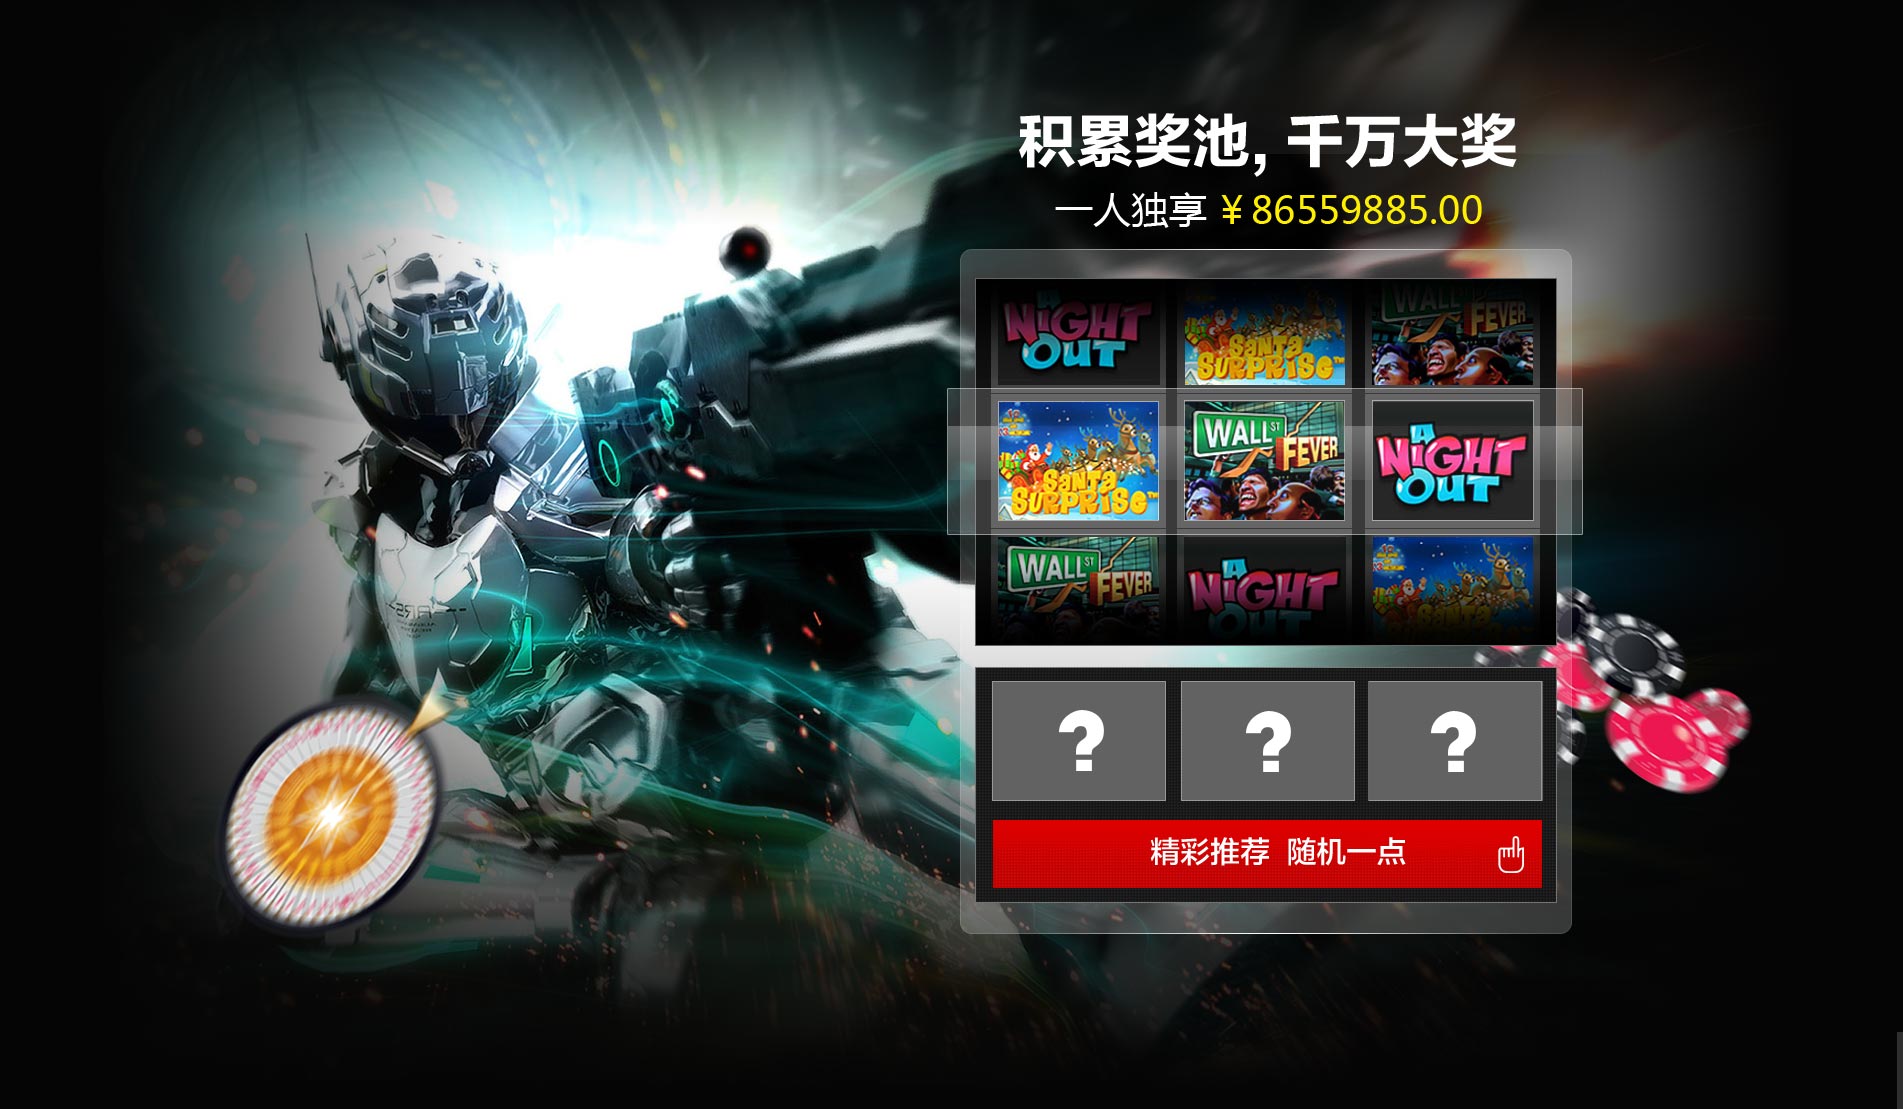 积累奖池, 千万大奖
一人独享 ¥ 86559885.00
A NIGHT OUT
SANTA SURPRISE
WALL FEVER
SANTA SURPRISE™
WALL ST FEVER
A NIGHT OUT
WALL ST FEVER
A NIGHT OUT
? ? ?
精彩推荐 随机一点